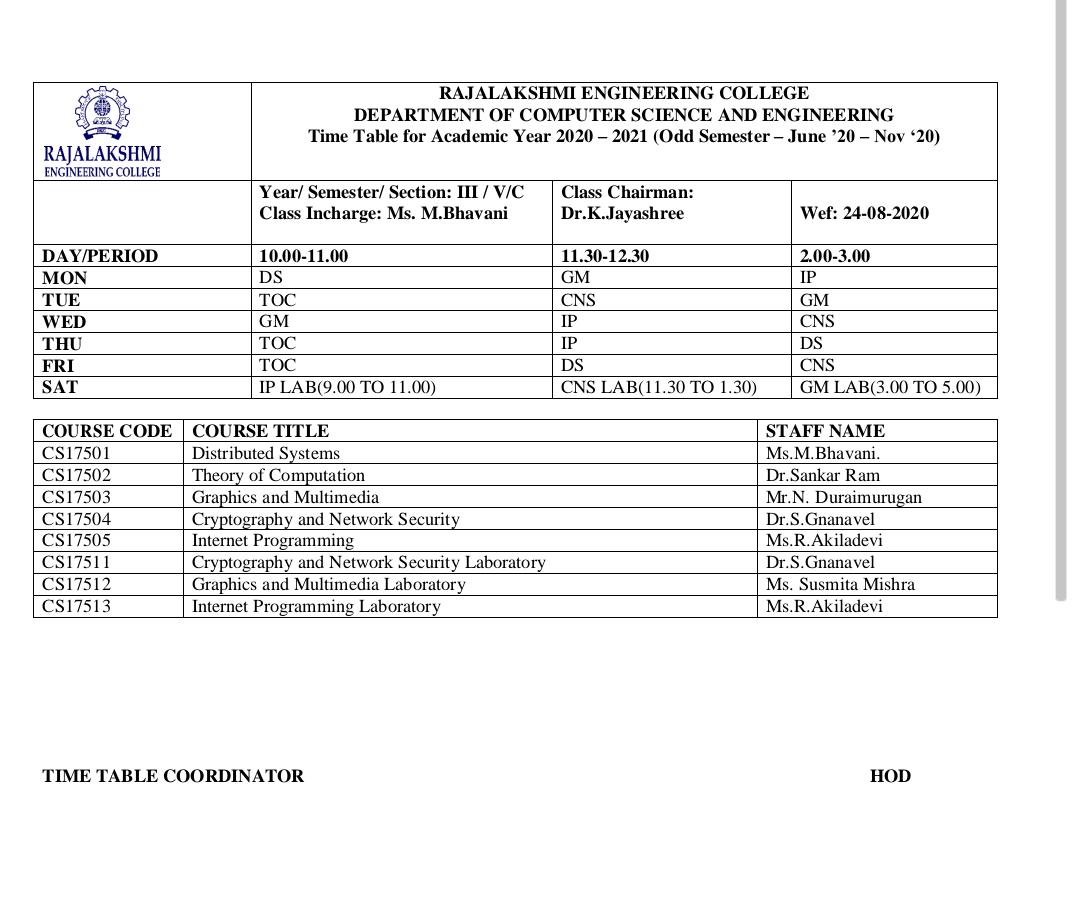 RAJALAKSHMI
ENGINEERING COLLEGE
RAJALAKSHMI ENGINEERING COLLEGE
DEPARTMENT OF COMPUTER SCIENCE AND ENGINEERING
Time Table for Academic Year 2020 – 2021 (Odd Semester – June ’20 – Nov ‘20)
Year/ Semester/ Section: III / V/C
Class Incharge: Ms. M.Bhavani
Class Chairman:
Dr.K.Jayashree
Wef: 24-08-2020
DAY/PERIOD 10.00-11.00 11.30-12.30 2.00-3.00
MON DS GM IP
TUE TOC CNS GM
WED GM IP CNS
THU TOC IP DS
FRI TOC DS CNS
SAT IP LAB(9.00 TO 11.00) CNS LAB(11.30 TO 1.30) GM LAB(3.00 TO 5.00)
COURSE CODE COURSE TITLE STAFF NAME
CS17501 Distributed Systems Ms.M.Bhavani.
CS17502 Theory of Computation Dr.Sankar Ram
CS17503 Graphics and Multimedia Mr.N. Duraimurugan
CS17504 Cryptography and Network Security Dr.S.Gnanavel
CS17505 Internet Programming Ms.R.Akiladevi
CS17511 Cryptography and Network Security Laboratory Dr.S.Gnanavel
CS17512 Graphics and Multimedia Laboratory Ms. Susmita Mishra
CS17513 Internet Programming Laboratory Ms.R.Akiladevi
TIME TABLE COORDINATOR HOD